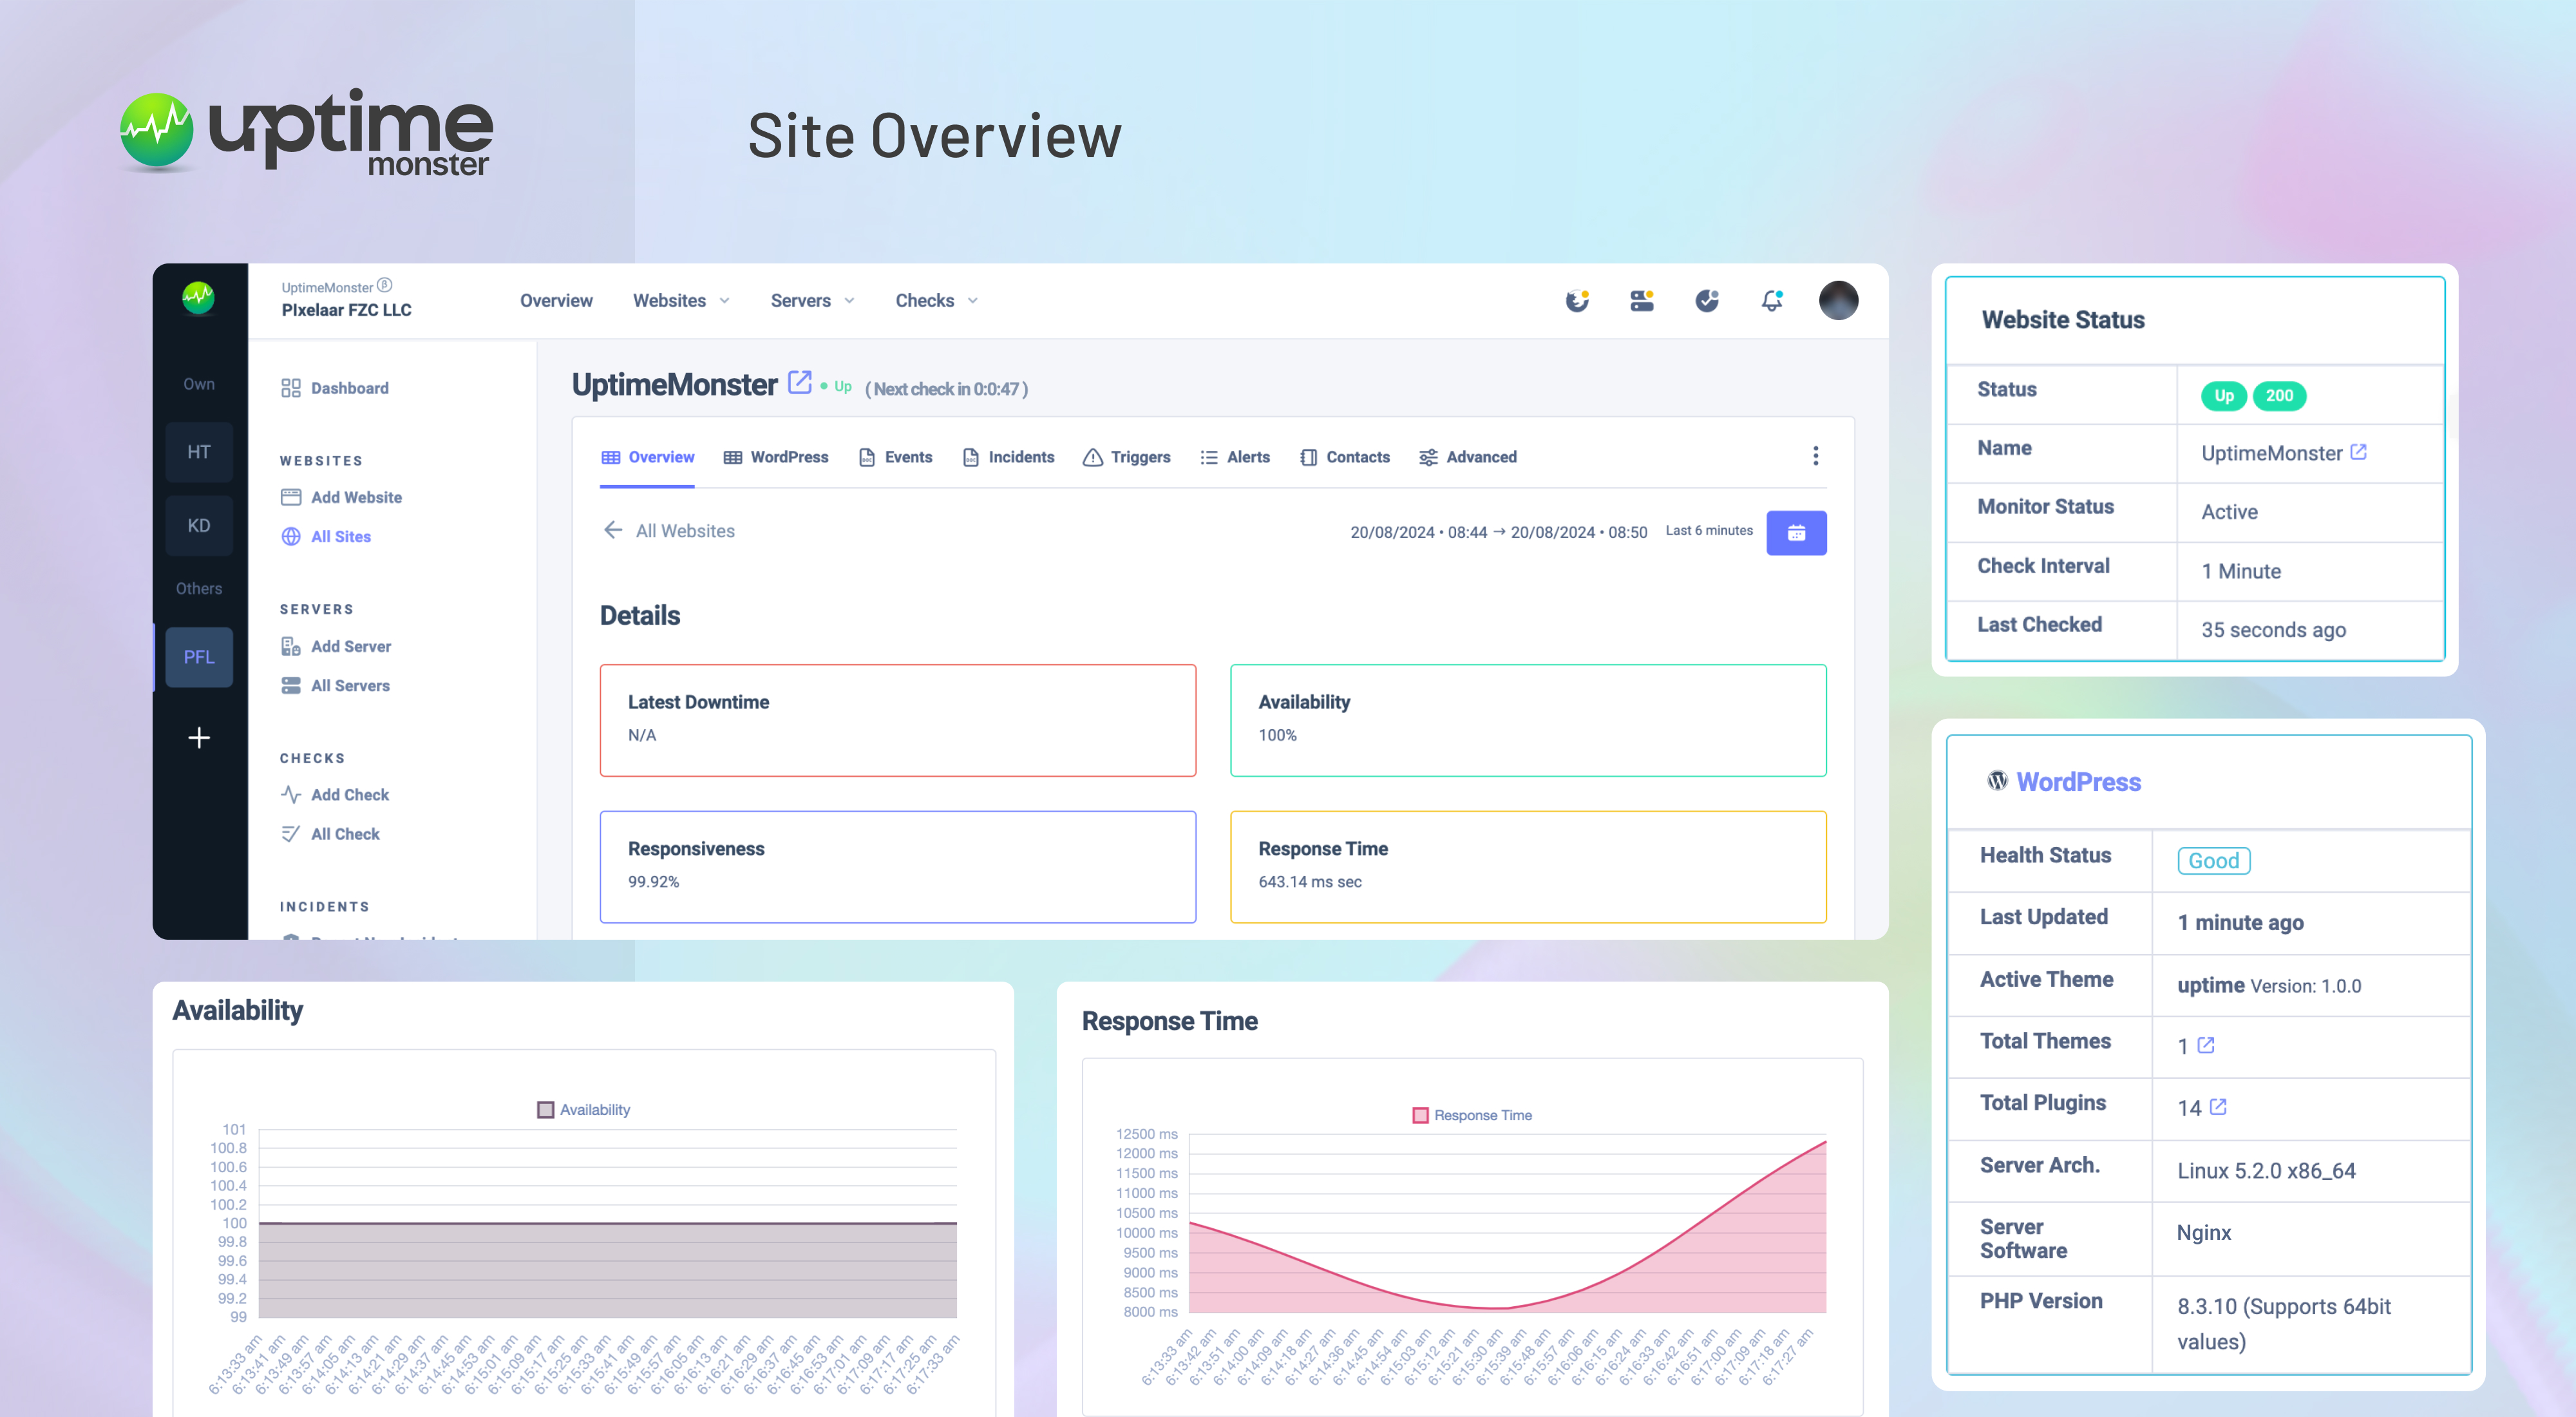 uptime
monster
Site Overview
UptimeMonster β
PIxelaar FZC LLC
Overview
Websites
Servers
Checks
Own
HT
KD
Others
PFL
+
Dashboard
WEBSITES
Add Website
All Sites
SERVERS
Add Server
All Servers
CHECKS
Add Check
All Check
INCIDENTS
UptimeMonster
Up
( Next check in 0:0:47 )
Overview
WordPress
Events
Incidents
Triggers
Alerts
Contacts
Advanced
← All Websites
20/08/2024 • 08:44 → 20/08/2024 • 08:50
Last 6 minutes
Details
Latest Downtime
N/A
Availability
100%
Responsiveness
99.92%
Response Time
643.14 ms sec
Website Status
Status
Up 200
Name
UptimeMonster
Monitor Status
Active
Check Interval
1 Minute
Last Checked
35 seconds ago
WordPress
Health Status
Good
Last Updated
1 minute ago
Active Theme
uptime Version: 1.0.0
Total Themes
1
Total Plugins
14
Server Arch.
Linux 5.2.0 x86_64
Server
Software
Nginx
PHP Version
8.3.10 (Supports 64bit
values)
Availability
Availability
101
100.8
100.6
100.4
100.2
100
99.8
99.6
99.4
99.2
99
6:13:33 am
6:13:41 am
6:13:49 am
6:13:57 am
6:14:05 am
6:14:13 am
6:14:21 am
6:14:29 am
6:14:37 am
6:14:45 am
6:14:53 am
6:15:01 am
6:15:09 am
6:15:17 am
6:15:25 am
6:15:33 am
6:15:41 am
6:15:49 am
6:15:57 am
6:16:05 am
6:16:13 am
6:16:21 am
6:16:29 am
6:16:37 am
6:16:45 am
6:16:53 am
6:17:01 am
6:17:09 am
6:17:17 am
6:17:25 am
6:17:33 am
Response Time
Response Time
12500 ms
12000 ms
11500 ms
11000 ms
10500 ms
10000 ms
9500 ms
9000 ms
8500 ms
8000 ms
6:13:33 am
6:13:42 am
6:13:51 am
6:14:00 am
6:14:09 am
6:14:18 am
6:14:27 am
6:14:36 am
6:14:45 am
6:14:54 am
6:15:03 am
6:15:12 am
6:15:21 am
6:15:30 am
6:15:39 am
6:15:48 am
6:15:57 am
6:16:06 am
6:16:15 am
6:16:24 am
6:16:33 am
6:16:42 am
6:16:51 am
6:17:00 am
6:17:09 am
6:17:18 am
6:17:27 am